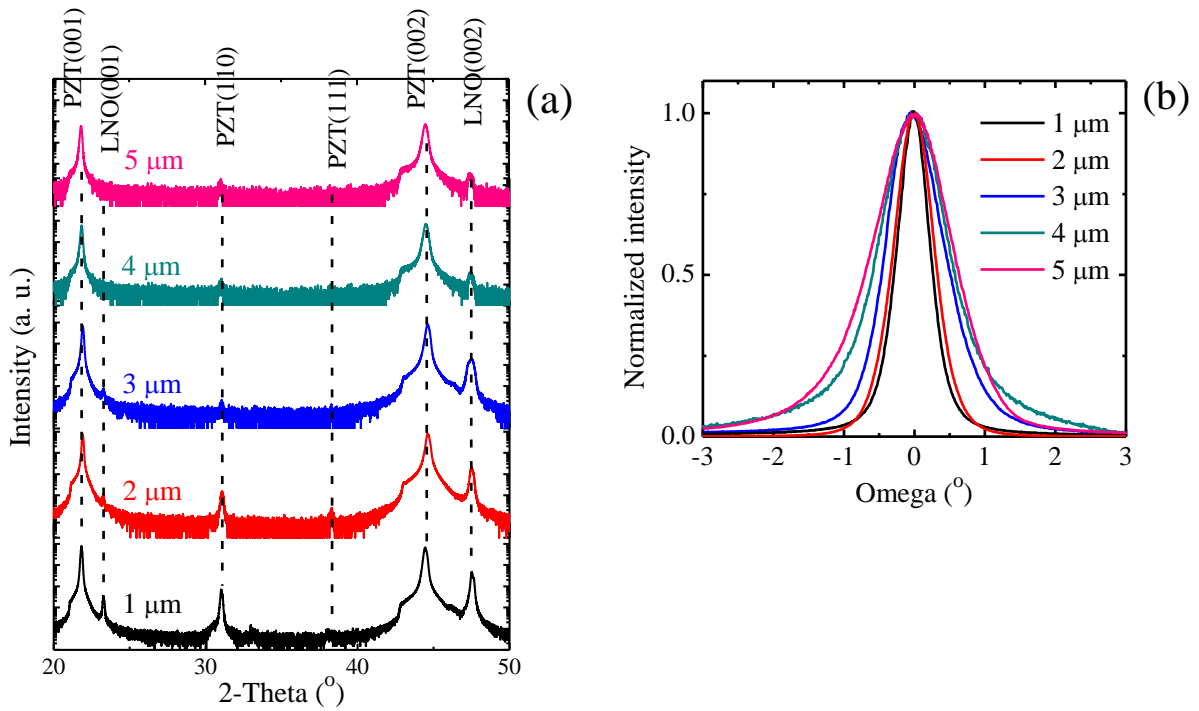 PZT(001)
LNO(001)
PZT(110)
PZT(111)
PZT(002)
LNO(002)
(a)
5 μm
4 μm
3 μm
2 μm
1 μm
Intensity (a. u.)
20 30 40 50
2-Theta (°)
(b)
1 μm
2 μm
3 μm
4 μm
5 μm
1.0
0.5
0.0
Normalized intensity
-3 -2 -1 0 1 2 3
Omega (°)